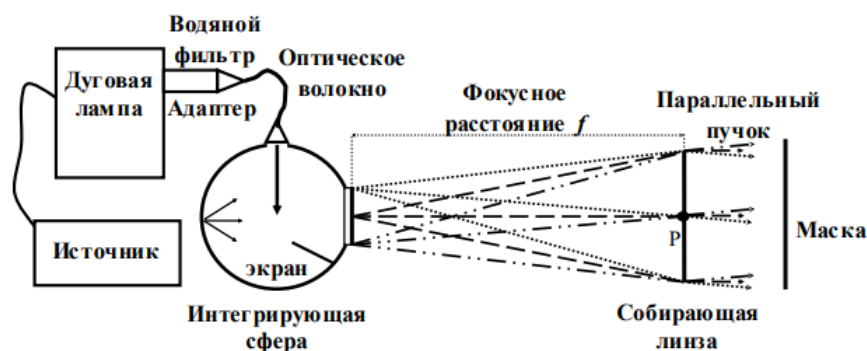 Водяной
фильтр
Оптическое
волокно
Дуговая
лампа
Адаптер
Фокусное
расстояние f
Параллельный
пучок
P
Маска
Источник
экран
Интегрирующая
сфера
Собирающая
линза